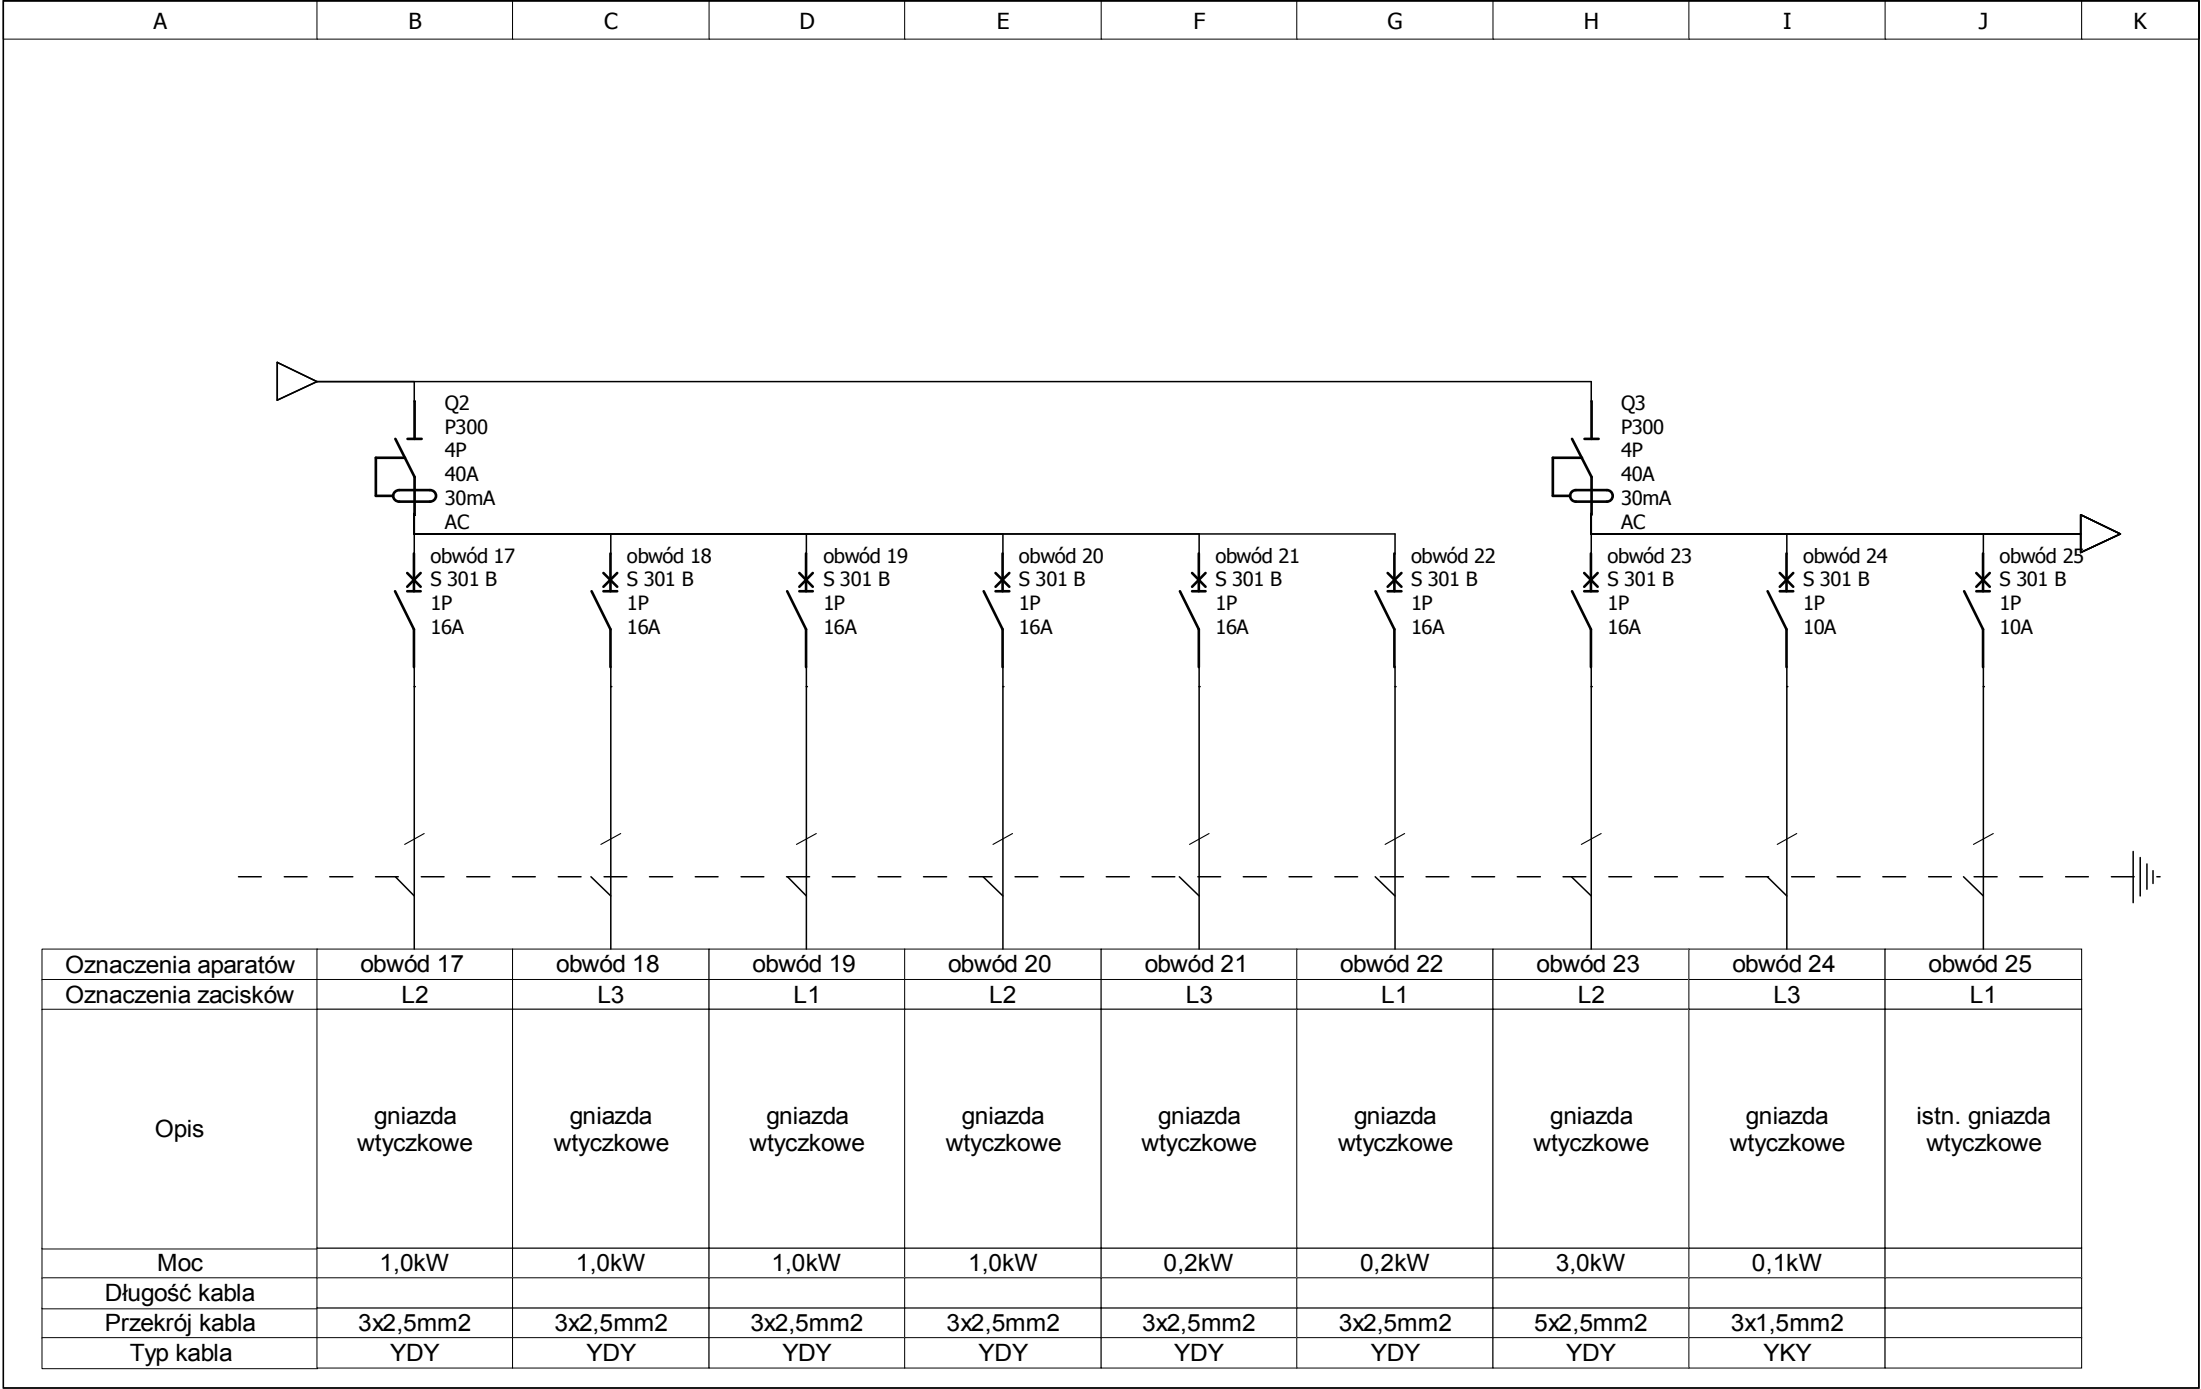 A B C D E F G H I J K
Q2
P300
4P
40A
30mA
AC
Q3
P300
4P
40A
30mA
AC
obwód 17
S 301 B
1P
16A
obwód 18
S 301 B
1P
16A
obwód 19
S 301 B
1P
16A
obwód 20
S 301 B
1P
16A
obwód 21
S 301 B
1P
16A
obwód 22
S 301 B
1P
16A
obwód 23
S 301 B
1P
16A
obwód 24
S 301 B
1P
10A
obwód 25
S 301 B
1P
10A
Oznaczenia aparatów obwód 17 obwód 18 obwód 19 obwód 20 obwód 21 obwód 22 obwód 23 obwód 24 obwód 25
Oznaczenia zacisków L2 L3 L1 L2 L3 L1 L2 L3 L1
Opis
gniazda
wtyczkowe
gniazda
wtyczkowe
gniazda
wtyczkowe
gniazda
wtyczkowe
gniazda
wtyczkowe
gniazda
wtyczkowe
gniazda
wtyczkowe
gniazda
wtyczkowe
istn. gniazda
wtyczkowe
Moc 1,0kW 1,0kW 1,0kW 1,0kW 0,2kW 0,2kW 3,0kW 0,1kW
Długość kabla
Przekrój kabla 3x2,5mm2 3x2,5mm2 3x2,5mm2 3x2,5mm2 3x2,5mm2 3x2,5mm2 5x2,5mm2 3x1,5mm2
Typ kabla YDY YDY YDY YDY YDY YDY YDY YKY